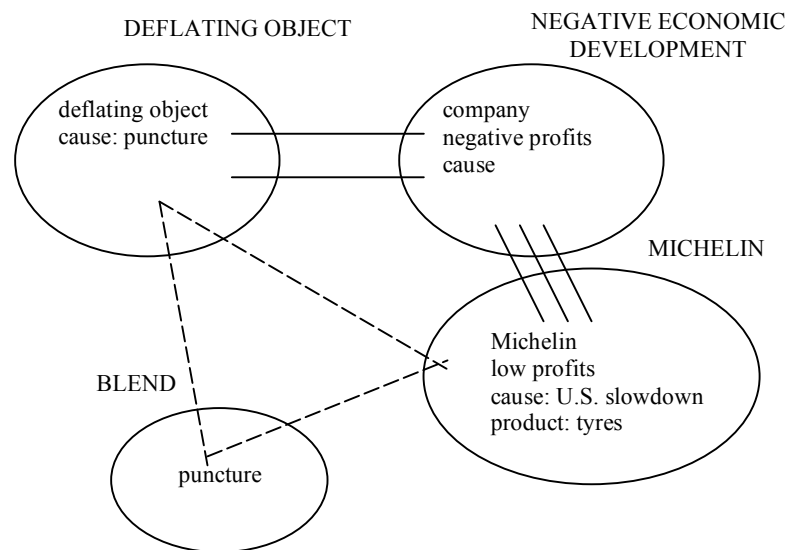 DEFLATING OBJECT
NEGATIVE ECONOMIC
DEVELOPMENT
deflating object
cause: puncture
company
negative profits
cause
MICHELIN
Michelin
low profits
cause: U.S. slowdown
product: tyres
BLEND
puncture